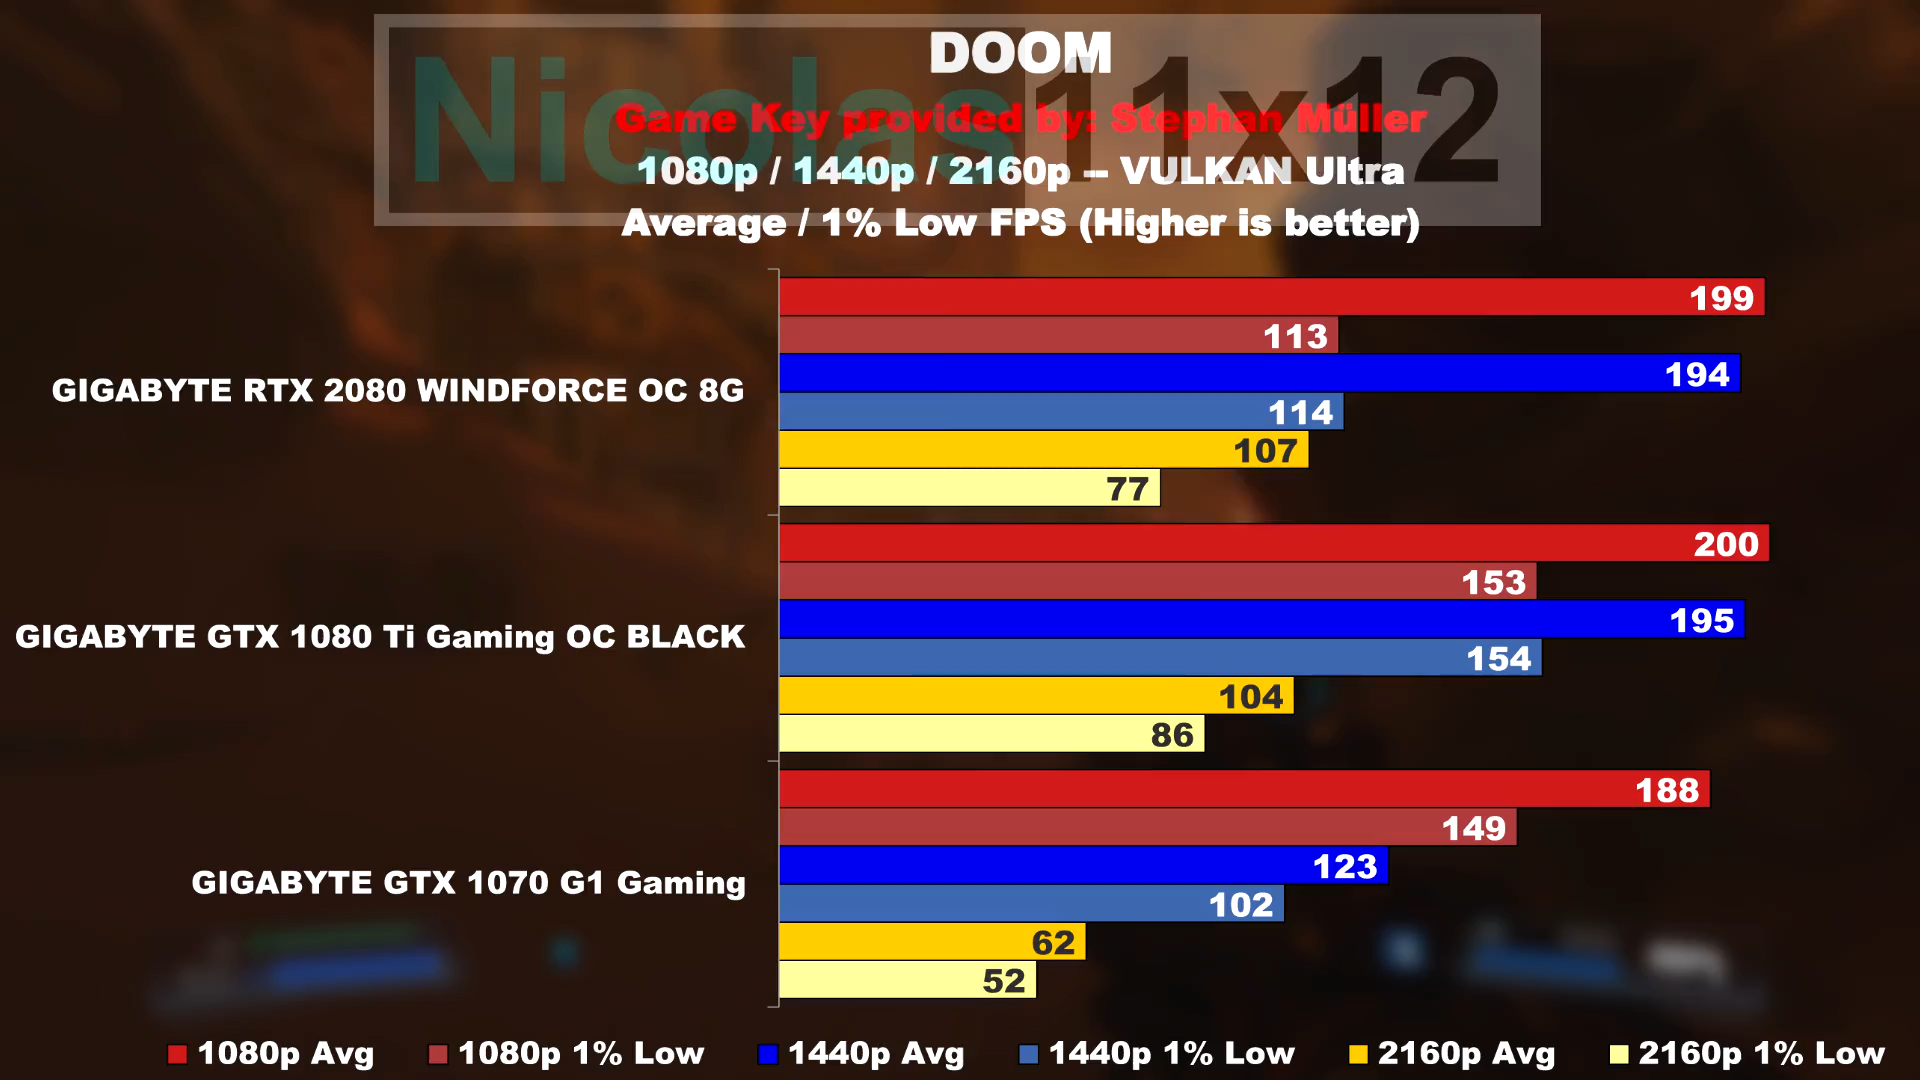 Nicolas11x12
DOOM
Game Key provided by: Stephan Müller
1080p / 1440p / 2160p -- VULKAN Ultra
Average / 1% Low FPS (Higher is better)
GIGABYTE RTX 2080 WINDFORCE OC 8G
199
113
194
114
107
77
GIGABYTE GTX 1080 Ti Gaming OC BLACK
200
153
195
154
104
86
GIGABYTE GTX 1070 G1 Gaming
188
149
123
102
62
52
1080p Avg
1080p 1% Low
1440p Avg
1440p 1% Low
2160p Avg
2160p 1% Low